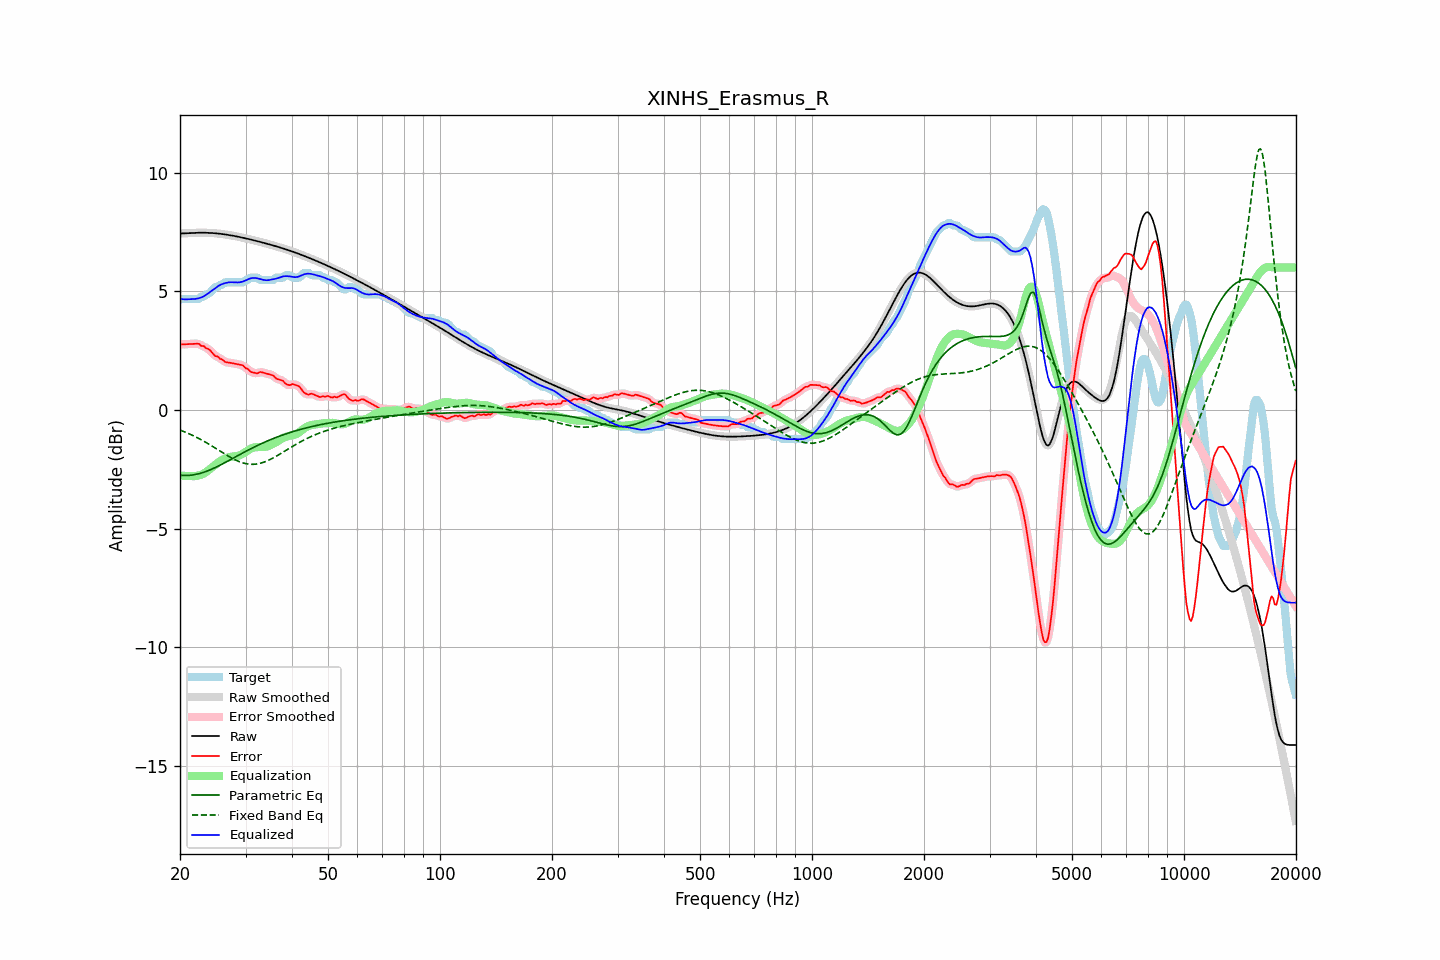 XINHS_Erasmus_R
Amplitude (dBr)
10
5
0
−5
−10
−15
Target
Raw Smoothed
Error Smoothed
Raw
Error
Equalization
Parametric Eq
Fixed Band Eq
Equalized
20 50 100 200 500 1000 2000 5000 10000 20000
Frequency (Hz)